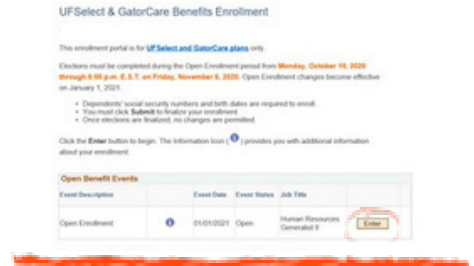 UFSelect & GatorCare Benefits Enrollment
This enrollment portal is for UFSelect and GatorCare plans only.
Elections must be completed during the Open Enrollment period from Monday, October 19, 2020
through 6:00 p.m. E.S.T. on Friday, November 6, 2020. Open Enrollment changes become effective
on January 1, 2021.
• Dependents' social security numbers and birth dates are required to enroll.
• You must click Submit to finalize your enrollment.
• Once elections are finalized, no changes are permitted.
Click the Enter button to begin. The Information Icon ( i ) provides you with additional information
about your enrollment.
Open Benefit Events
Event Description Event Date Event Status Job Title
Open Enrollment i 01/01/2021 Open Human Resources
Generalist II Enter